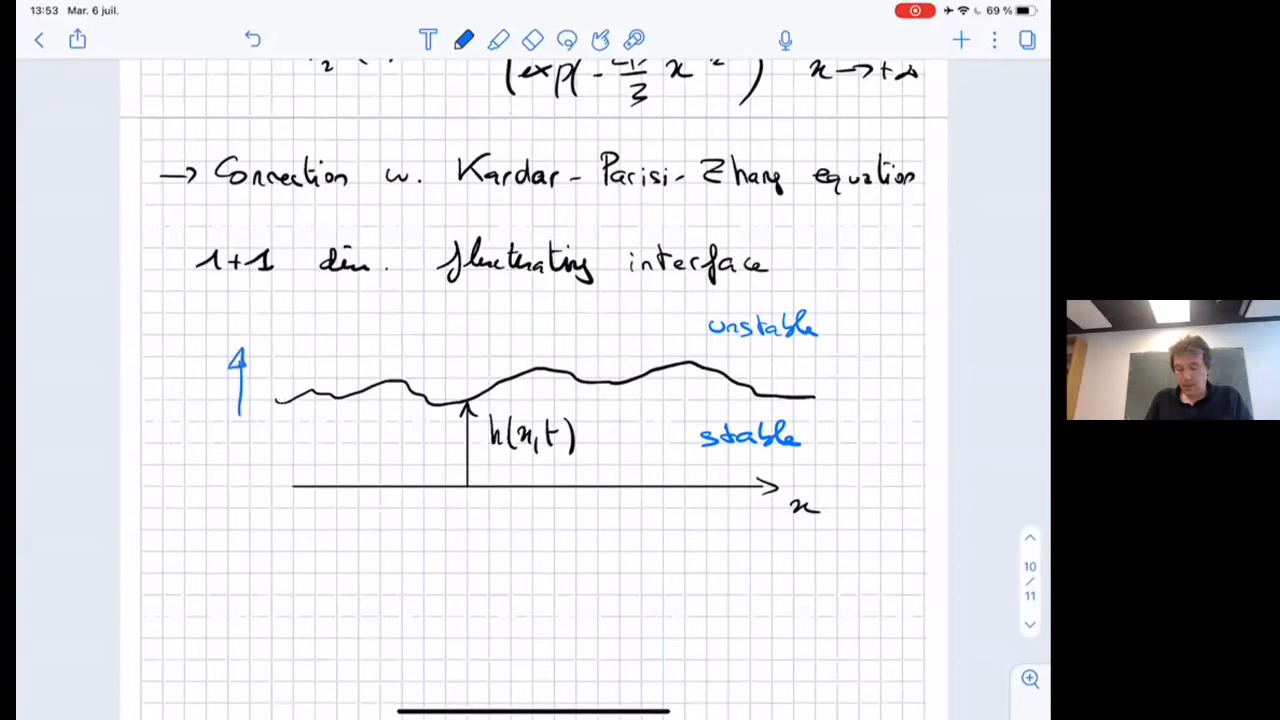 13:53 Mar. 6 juil.
69 %
(exp( - x ) x → +∞
→ Connection w. Kardar - Parisi - Zhang equation
1+1 dim. fluctuating interface
unstable
h(x,t)
stable
x
10
/
11